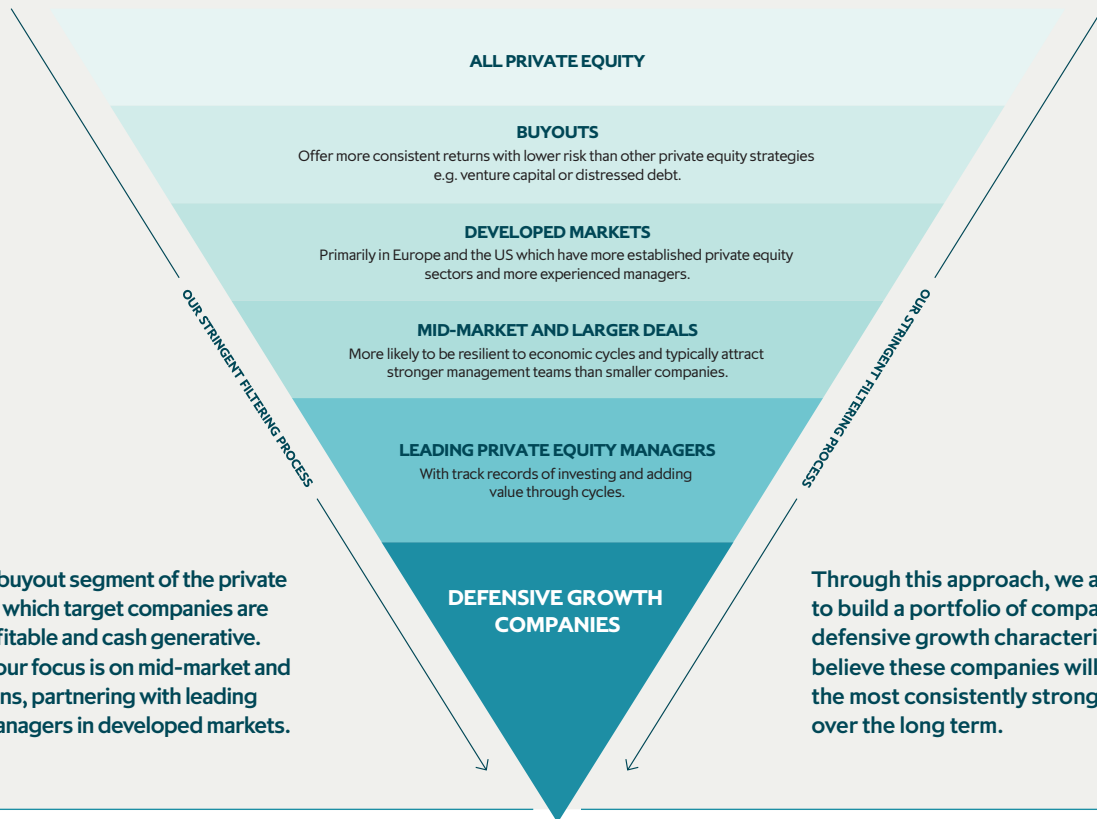 ALL PRIVATE EQUITY
BUYOUTS
Offer more consistent returns with lower risk than other private equity strategies
e.g. venture capital or distressed debt.
DEVELOPED MARKETS
Primarily in Europe and the US which have more established private equity
sectors and more experienced managers.
MID-MARKET AND LARGER DEALS
More likely to be resilient to economic cycles and typically attract
stronger management teams than smaller companies.
LEADING PRIVATE EQUITY MANAGERS
With track records of investing and adding
value through cycles.
DEFENSIVE GROWTH
COMPANIES
OUR STRINGENT FILTERING PROCESS
OUR STRINGENT FILTERING PROCESS
buyout segment of the private
which target companies are
fitable and cash generative.
our focus is on mid-market and
ns, partnering with leading
anagers in developed markets.
Through this approach, we a
to build a portfolio of compa
defensive growth characteri
believe these companies will
the most consistently strong
over the long term.